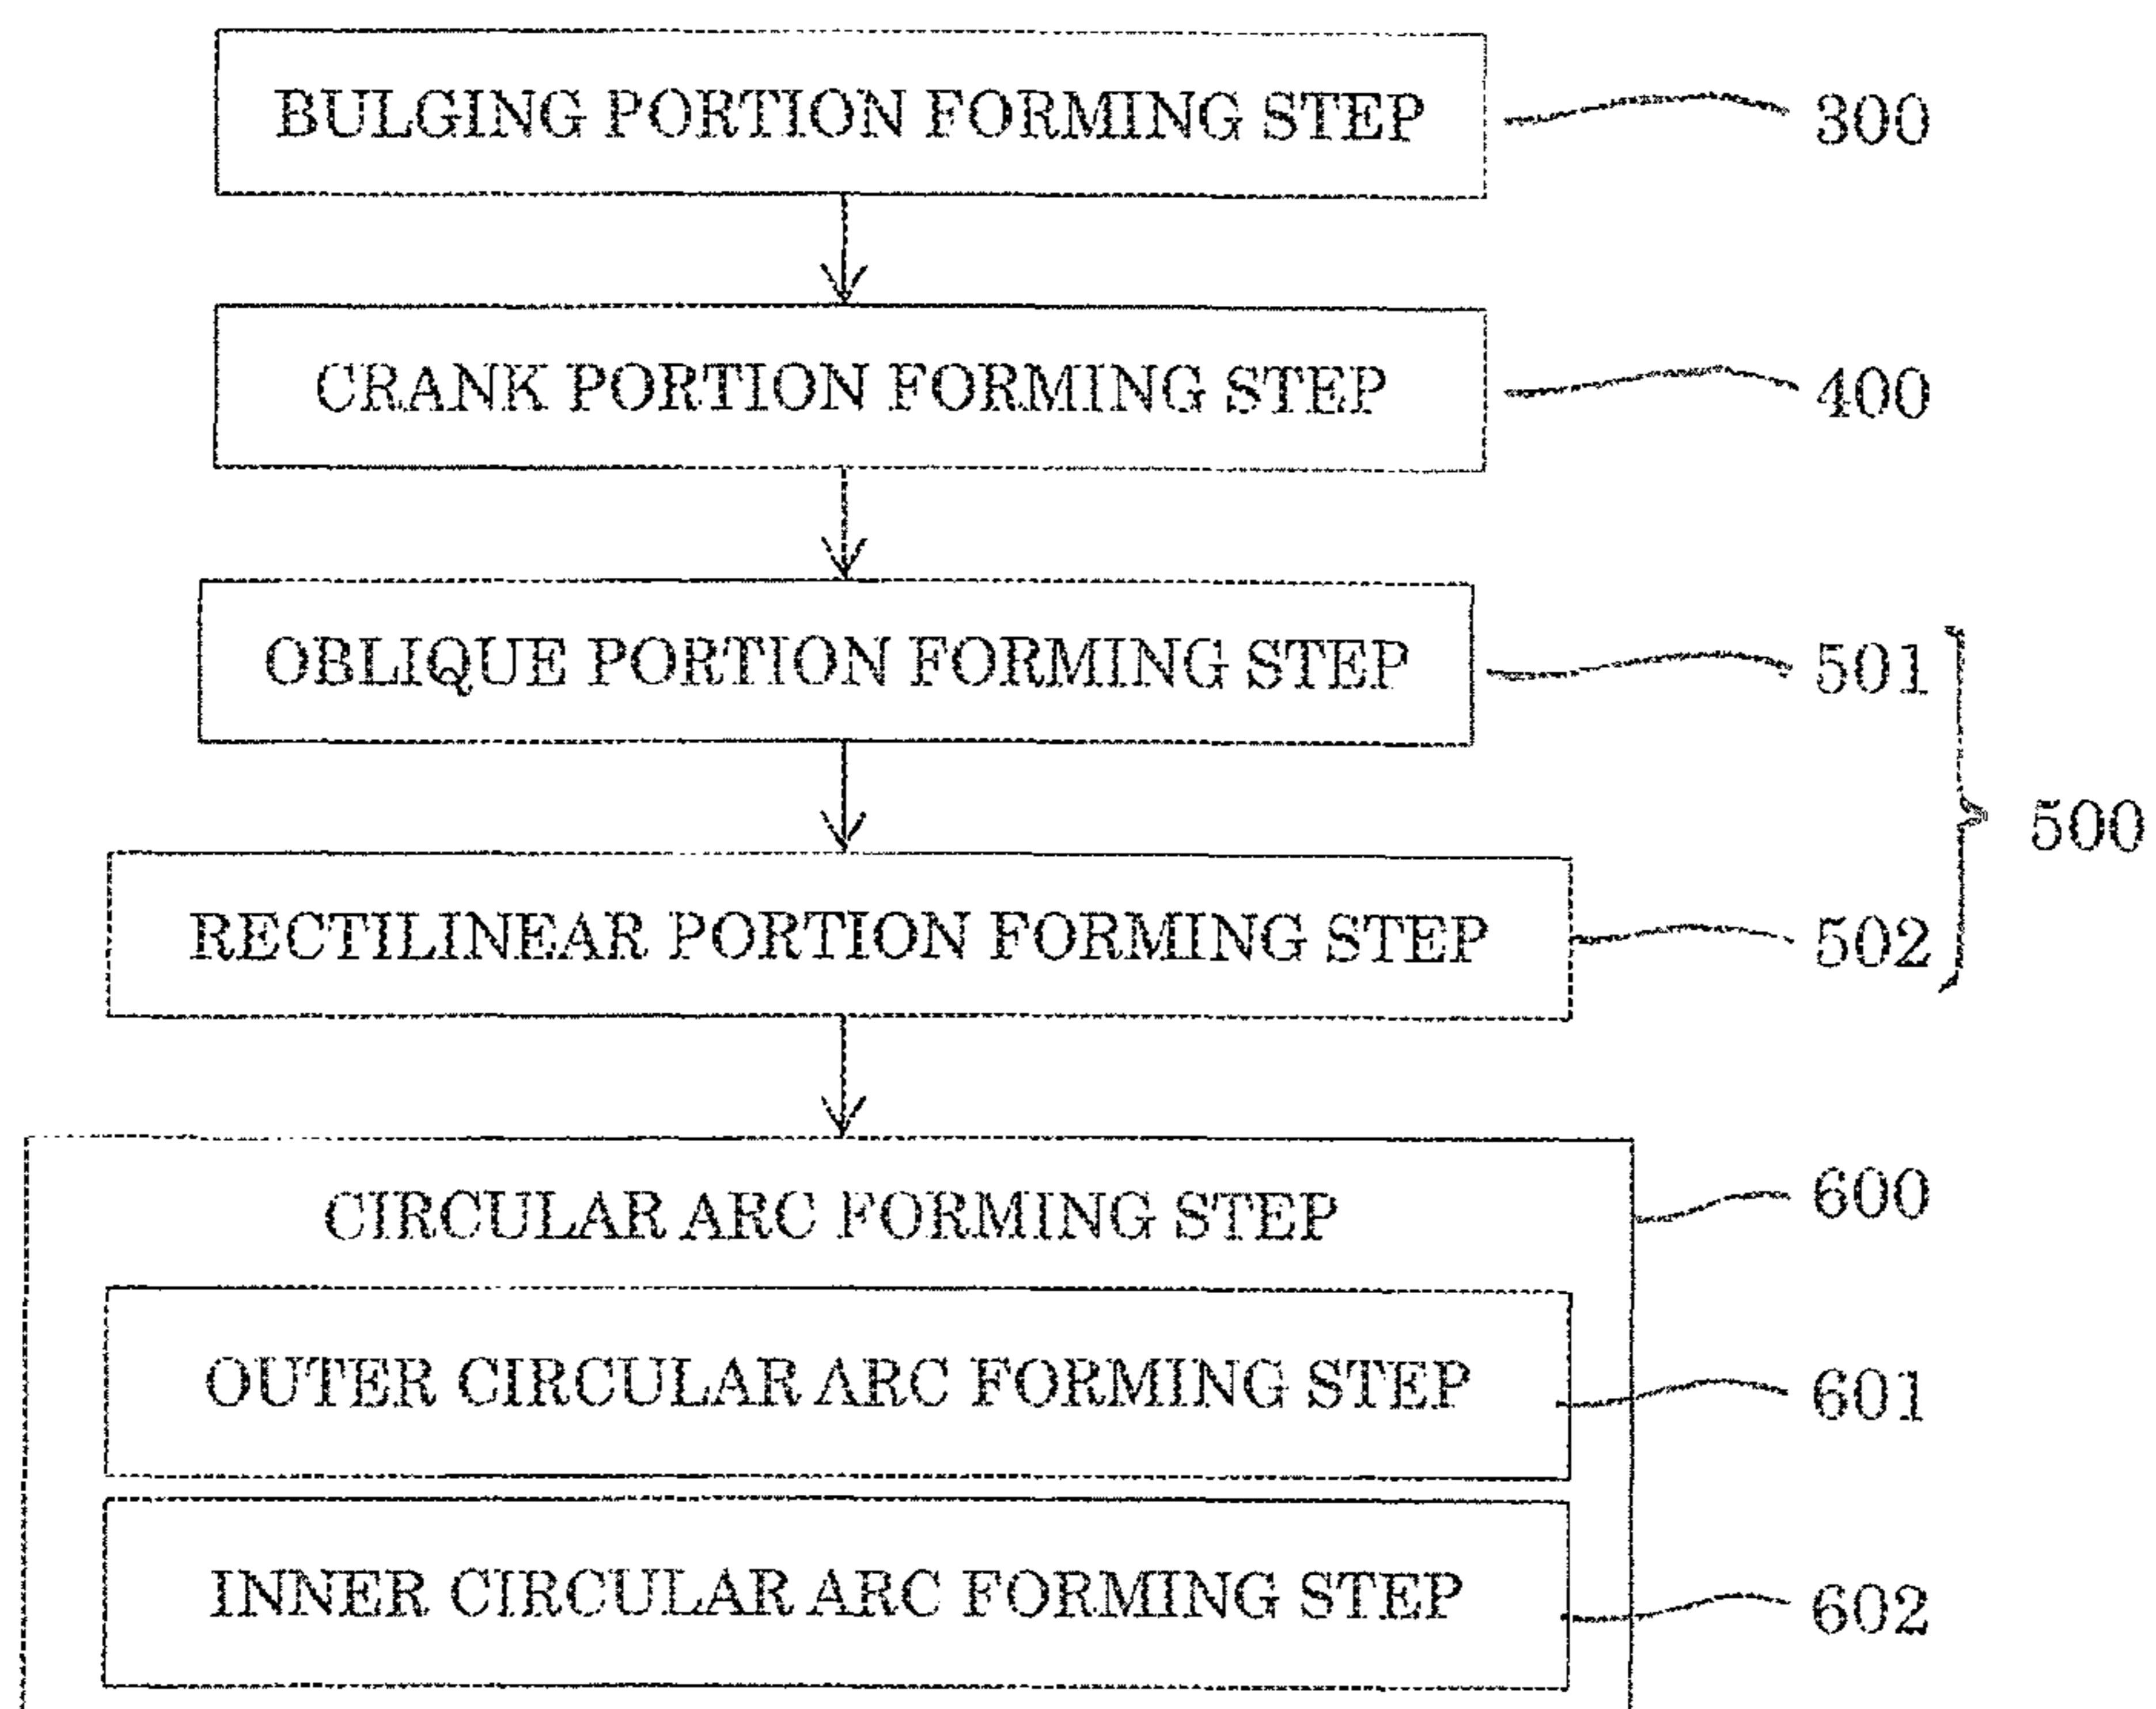 BULGING PORTION FORMING STEP 300
CRANK PORTION FORMING STEP 400
OBLIQUE PORTION FORMING STEP 501
500
RECTILINEAR PORTION FORMING STEP 502
CIRCULAR ARC FORMING STEP 600
OUTER CIRCULAR ARC FORMING STEP 601
INNER CIRCULAR ARC FORMING STEP 602